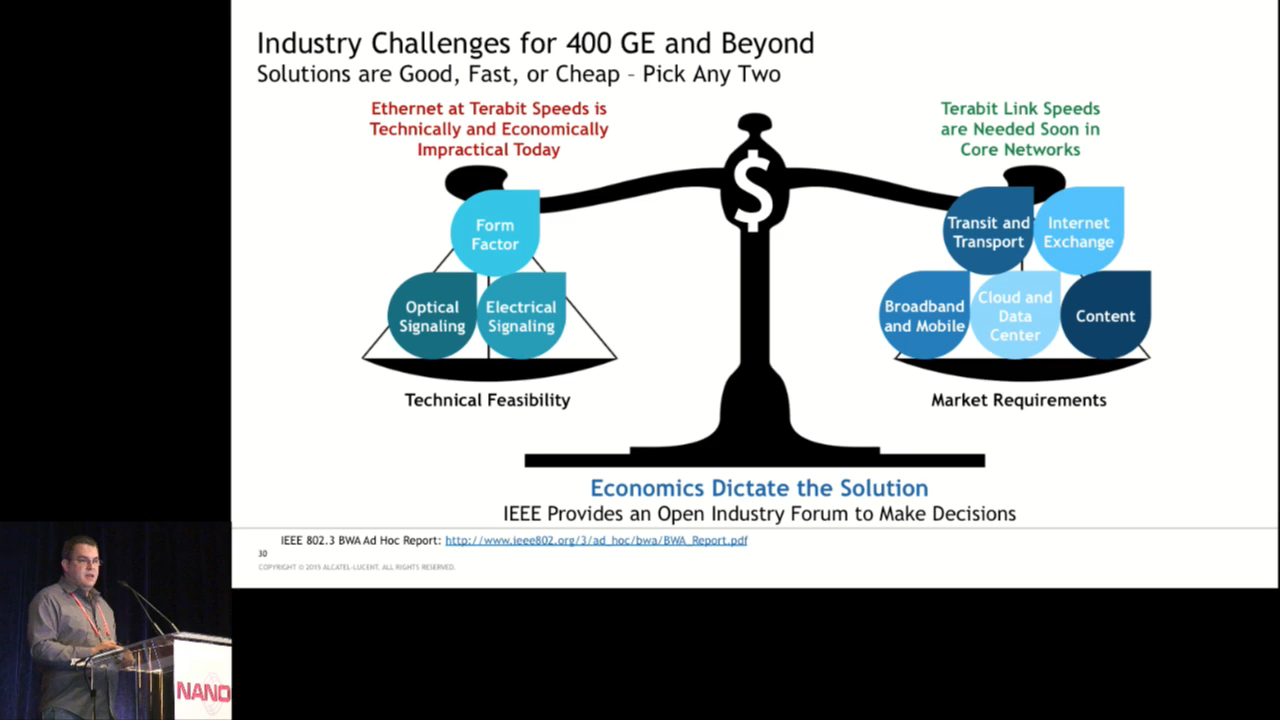 Industry Challenges for 400 GE and Beyond
Solutions are Good, Fast, or Cheap – Pick Any Two
Ethernet at Terabit Speeds is
Technically and Economically
Impractical Today
Terabit Link Speeds
are Needed Soon in
Core Networks
$
Form
Factor
Optical
Signaling
Electrical
Signaling
Transit and
Transport
Internet
Exchange
Broadband
and Mobile
Cloud and
Data
Center
Content
Technical Feasibility
Market Requirements
Economics Dictate the Solution
IEEE Provides an Open Industry Forum to Make Decisions
IEEE 802.3 BWA Ad Hoc Report: http://www.ieee802.org/3/ad_hoc/bwa/BWA_Report.pdf
30
COPYRIGHT © 2015 ALCATEL-LUCENT. ALL RIGHTS RESERVED.
NANO